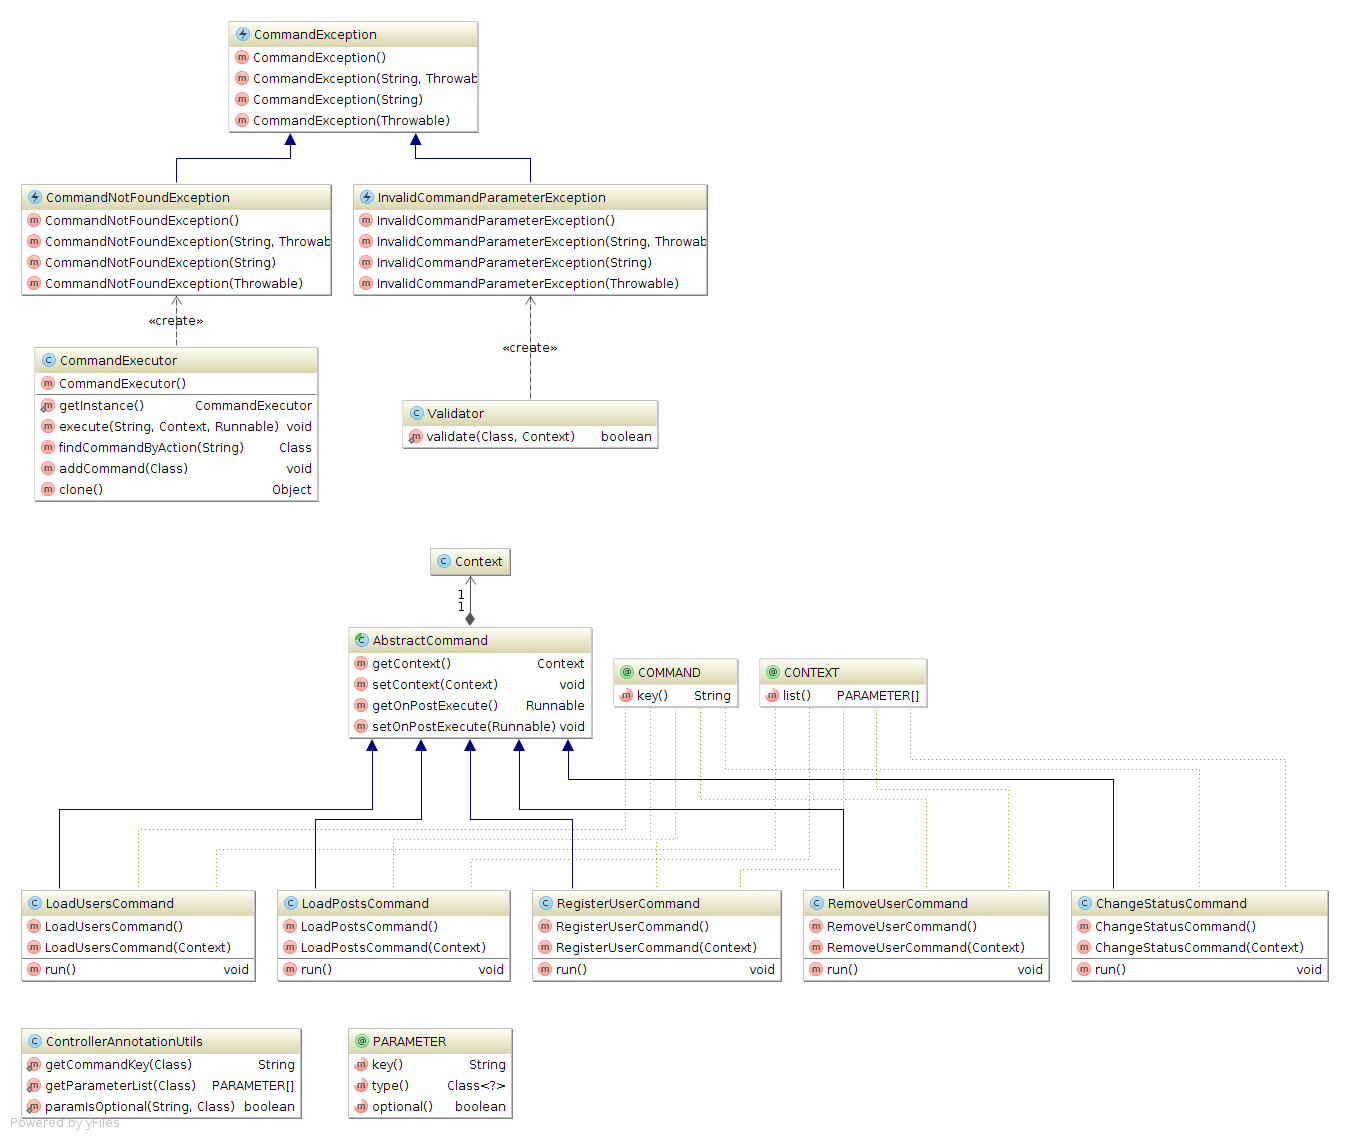 CommandException
CommandException()
CommandException(String, Throwab
CommandException(String)
CommandException(Throwable)
CommandNotFoundException
CommandNotFoundException()
CommandNotFoundException(String, Throwab
CommandNotFoundException(String)
CommandNotFoundException(Throwable)
InvalidCommandParameterException
InvalidCommandParameterException()
InvalidCommandParameterException(String, Throwab
InvalidCommandParameterException(String)
InvalidCommandParameterException(Throwable)
«create»
«create»
CommandExecutor
CommandExecutor()
getInstance() CommandExecutor
execute(String, Context, Runnable) void
findCommandByAction(String) Class
addCommand(Class) void
clone() Object
Validator
validate(Class, Context) boolean
Context
1
1
AbstractCommand
getContext() Context
setContext(Context) void
getOnPostExecute() Runnable
setOnPostExecute(Runnable) void
COMMAND
key() String
CONTEXT
list() PARAMETER[]
LoadUsersCommand
LoadUsersCommand()
LoadUsersCommand(Context)
run() void
LoadPostsCommand
LoadPostsCommand()
LoadPostsCommand(Context)
run() void
RegisterUserCommand
RegisterUserCommand()
RegisterUserCommand(Context)
run() void
RemoveUserCommand
RemoveUserCommand()
RemoveUserCommand(Context)
run() void
ChangeStatusCommand
ChangeStatusCommand()
ChangeStatusCommand(Context)
run() void
ControllerAnnotationUtils
getCommandKey(Class) String
getParameterList(Class) PARAMETER[]
paramIsOptional(String, Class) boolean
PARAMETER
key() String
type() Class<?>
optional() boolean
Powered by yFiles